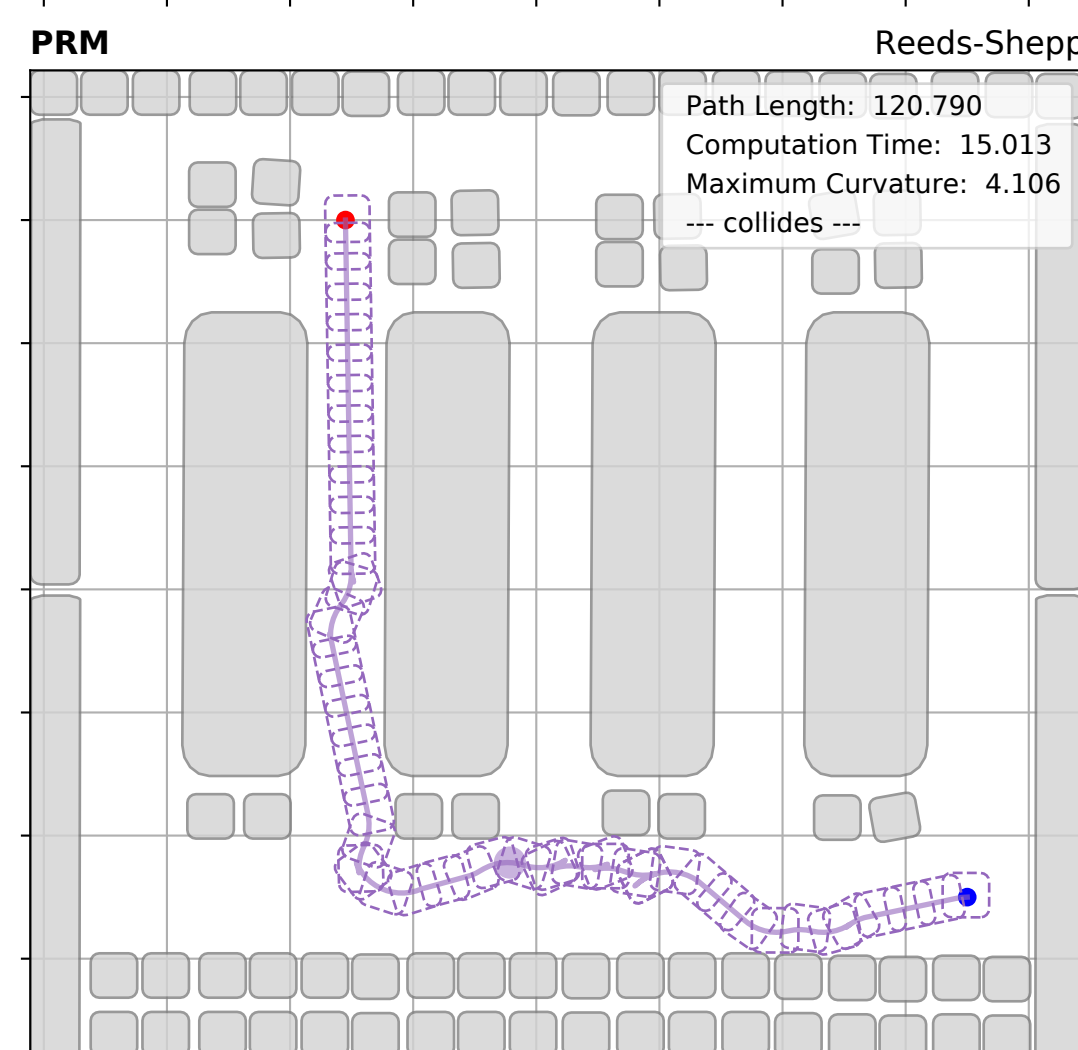 PRM
Reeds-Shepp
Path Length: 120.790
Computation Time: 15.013
Maximum Curvature: 4.106
--- collides ---